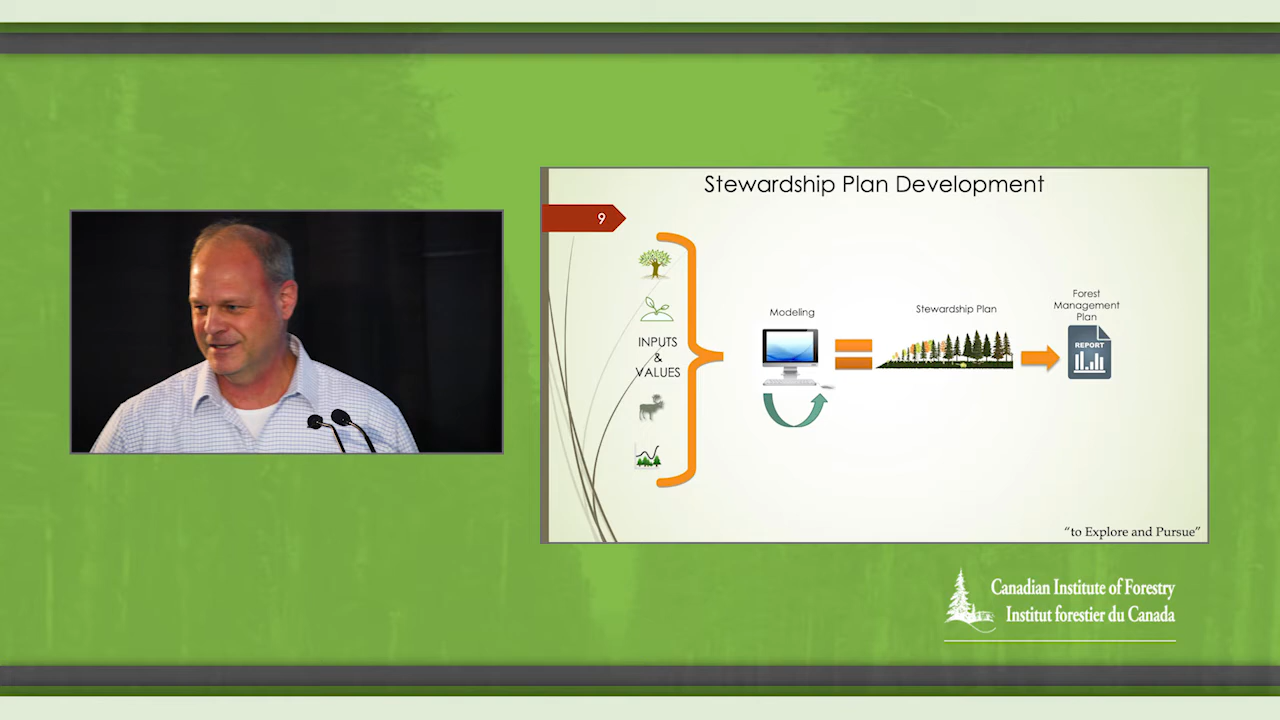 Stewardship Plan Development
9
INPUTS
&
VALUES
Modeling
Stewardship Plan
Forest
Management
Plan
REPORT
"to Explore and Pursue"
Canadian Institute of Forestry
Institut forestier du Canada